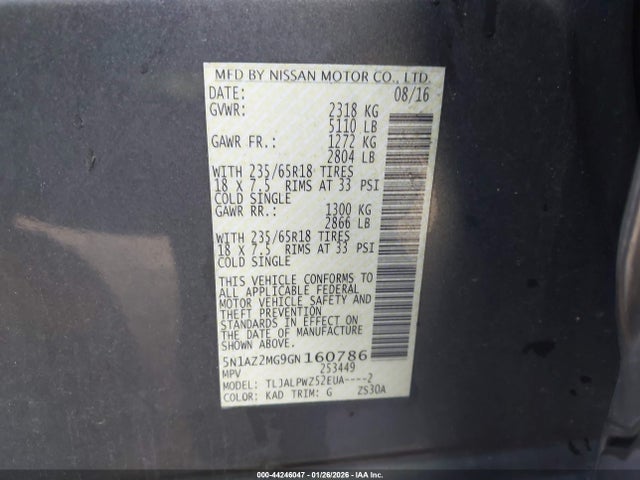 MFD BY NISSAN MOTOR CO., LTD.
DATE: 08/16
GVWR: 2318 KG
5110 LB
GAWR FR.: 1272 KG
2804 LB
WITH 235/65R18 TIRES
18 X 7.5 RIMS AT 33 PSI
COLD SINGLE
GAWR RR.: 1300 KG
2866 LB
WITH 235/65R18 TIRES
18 X 7.5 RIMS AT 33 PSI
COLD SINGLE
THIS VEHICLE CONFORMS TO
ALL APPLICABLE FEDERAL
MOTOR VEHICLE SAFETY AND
THEFT PREVENTION
STANDARDS IN EFFECT ON
THE DATE OF MANUFACTURE
SHOWN ABOVE.
5N1AZ2MG9GN160786
MPV 253449
MODEL: TLJALPWZ52EUA----2
COLOR: KAD TRIM: G ZS30A
000-44246047 | 01/26/2026 - IAA Inc.